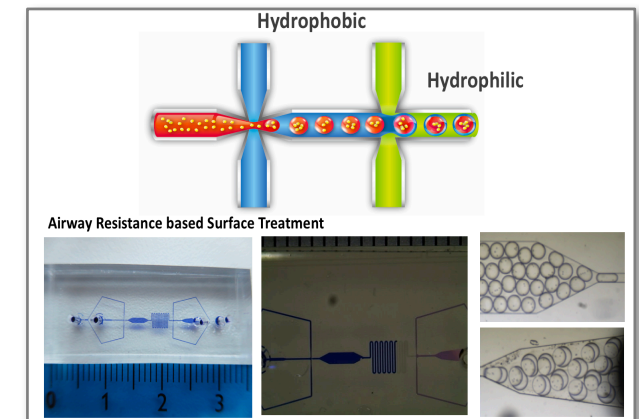 Hydrophobic
Hydrophilic
Airway Resistance based Surface Treatment
0 1 2 3